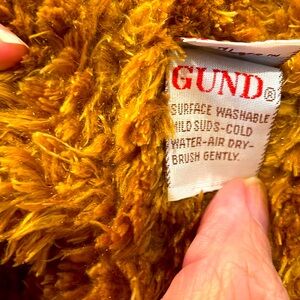 GUND®
SURFACE WASHABLE
MILD SUDS-COLD
WATER-AIR DRY-
BRUSH GENTLY.